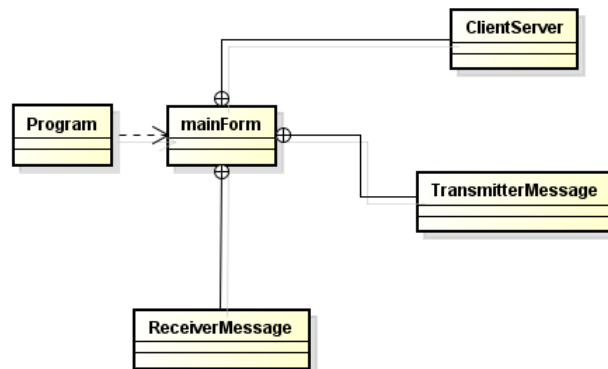 ClientServer
Program
mainForm
TransmitterMessage
ReceiverMessage